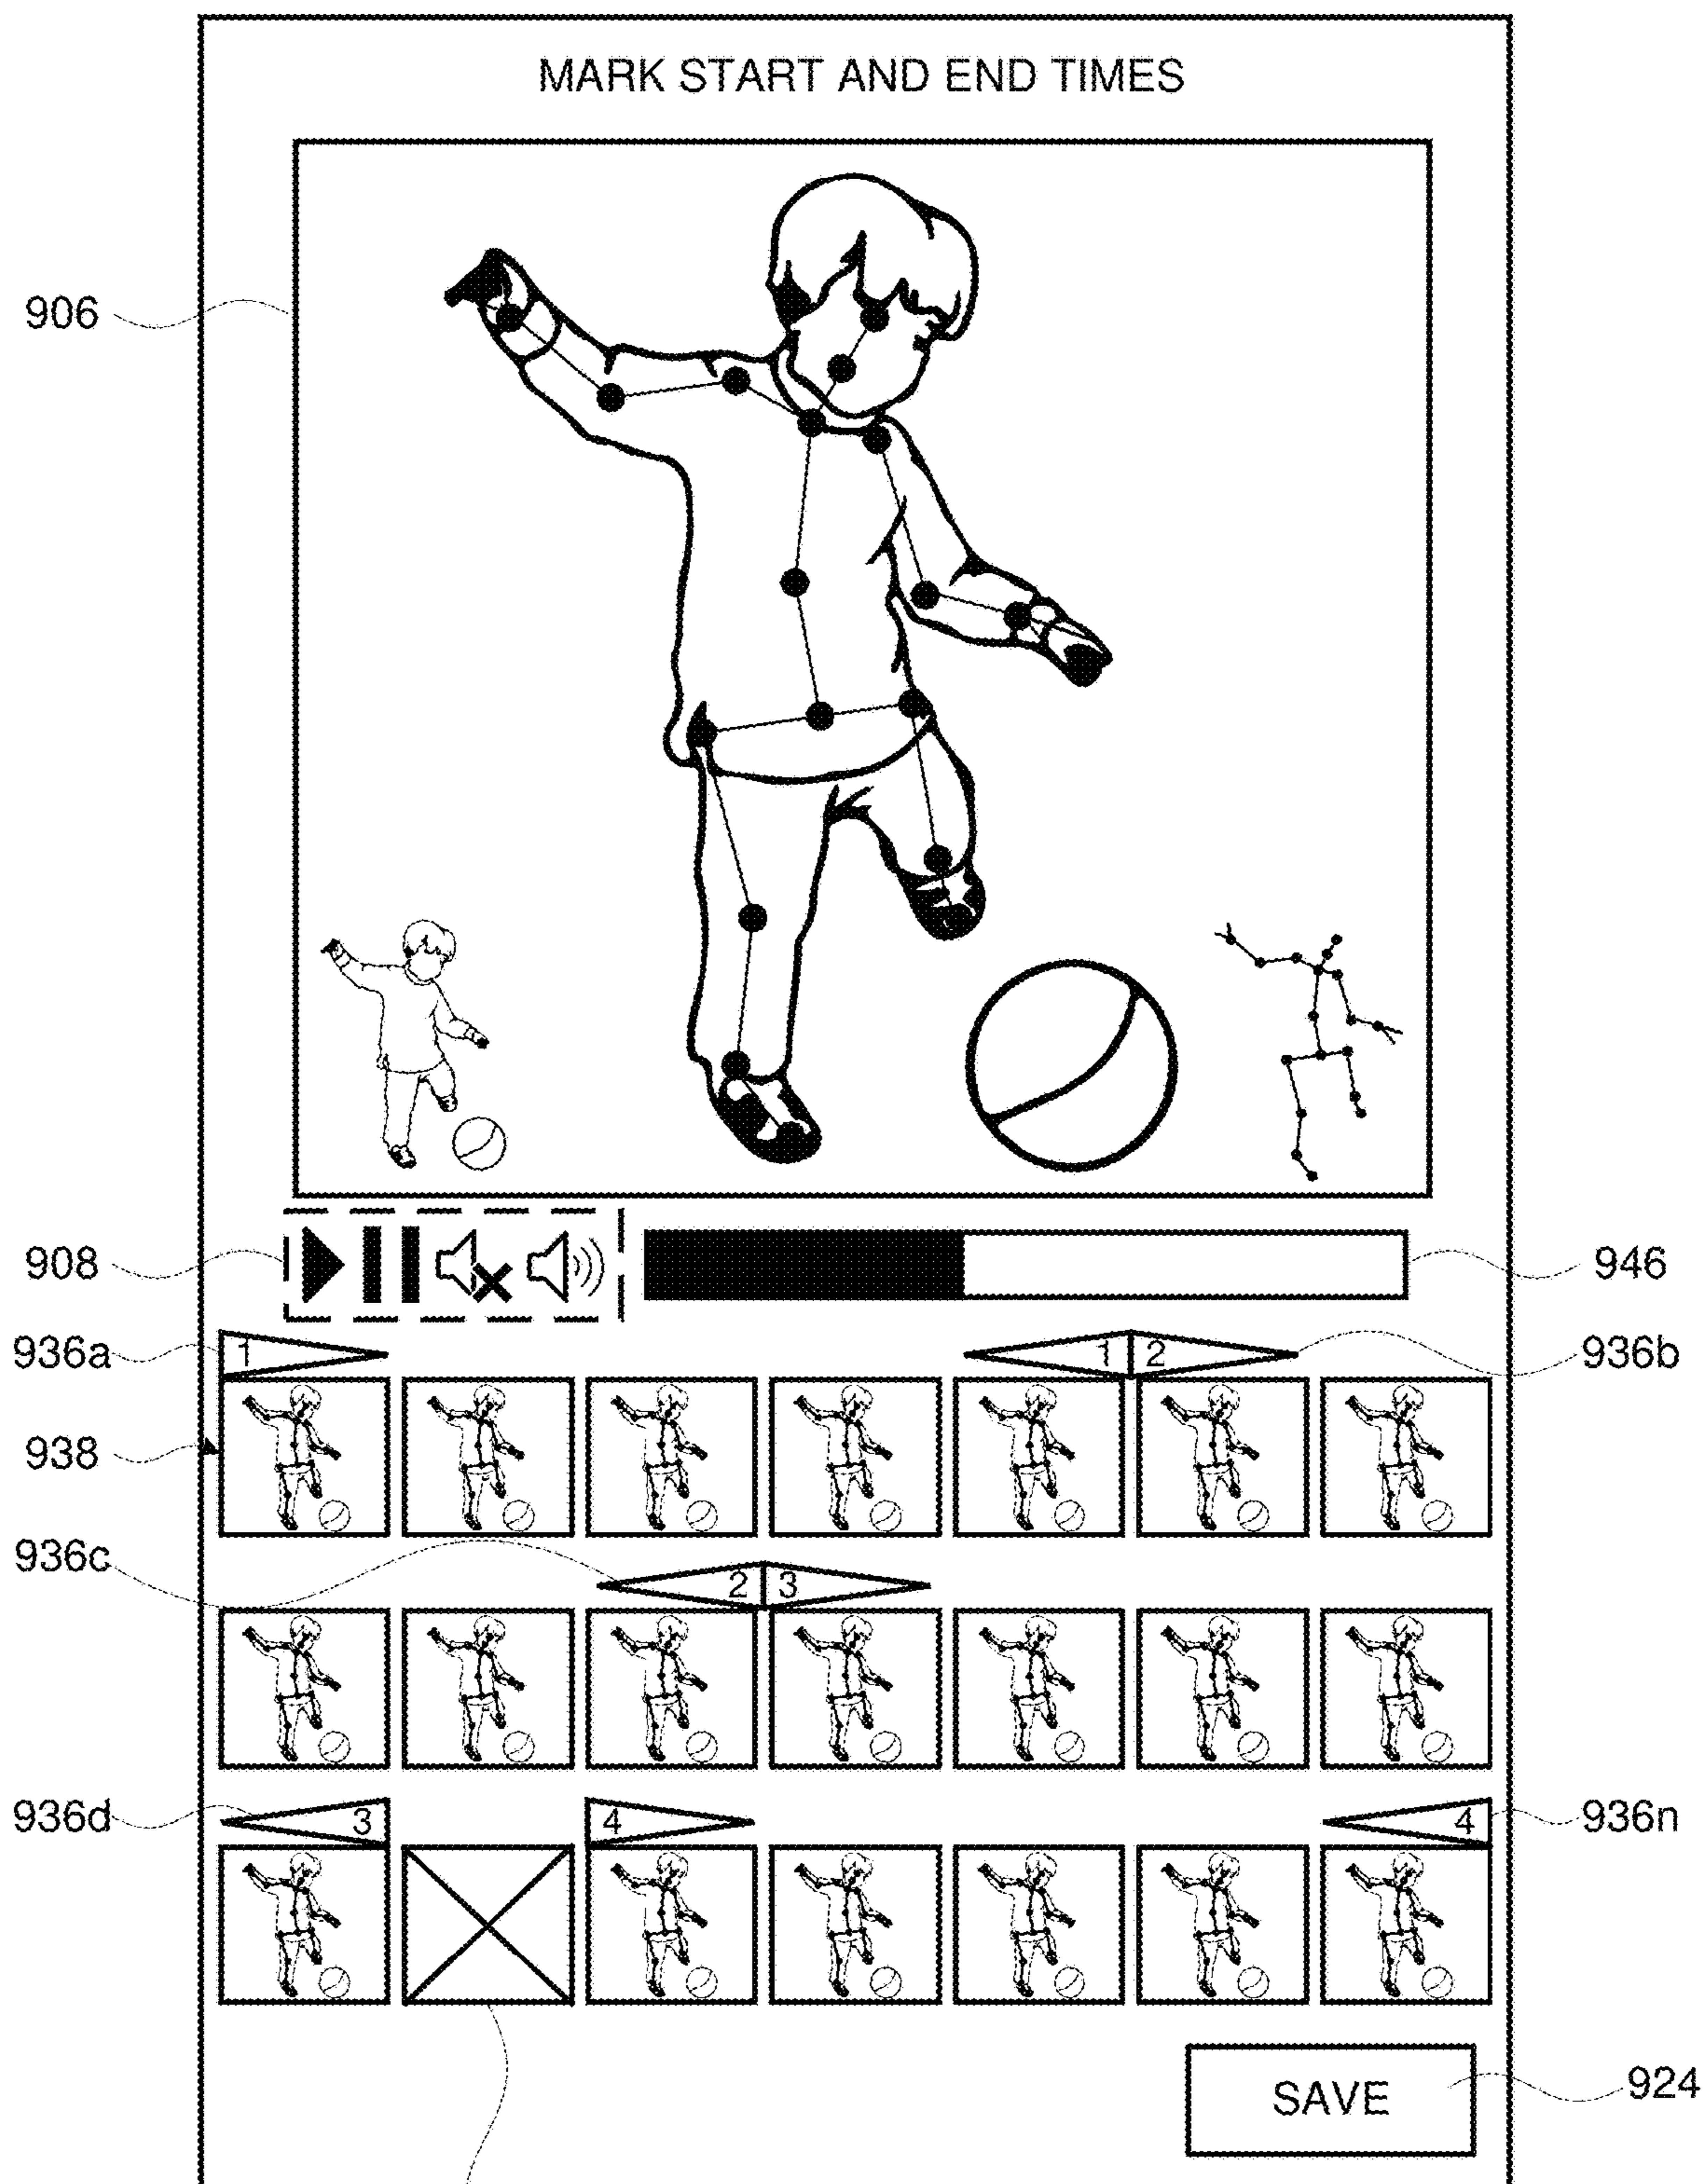 MARK START AND END TIMES
906
908
946
936a
1
1 2
936b
938
936c
2 3
936d
3
4
4
936n
SAVE
924